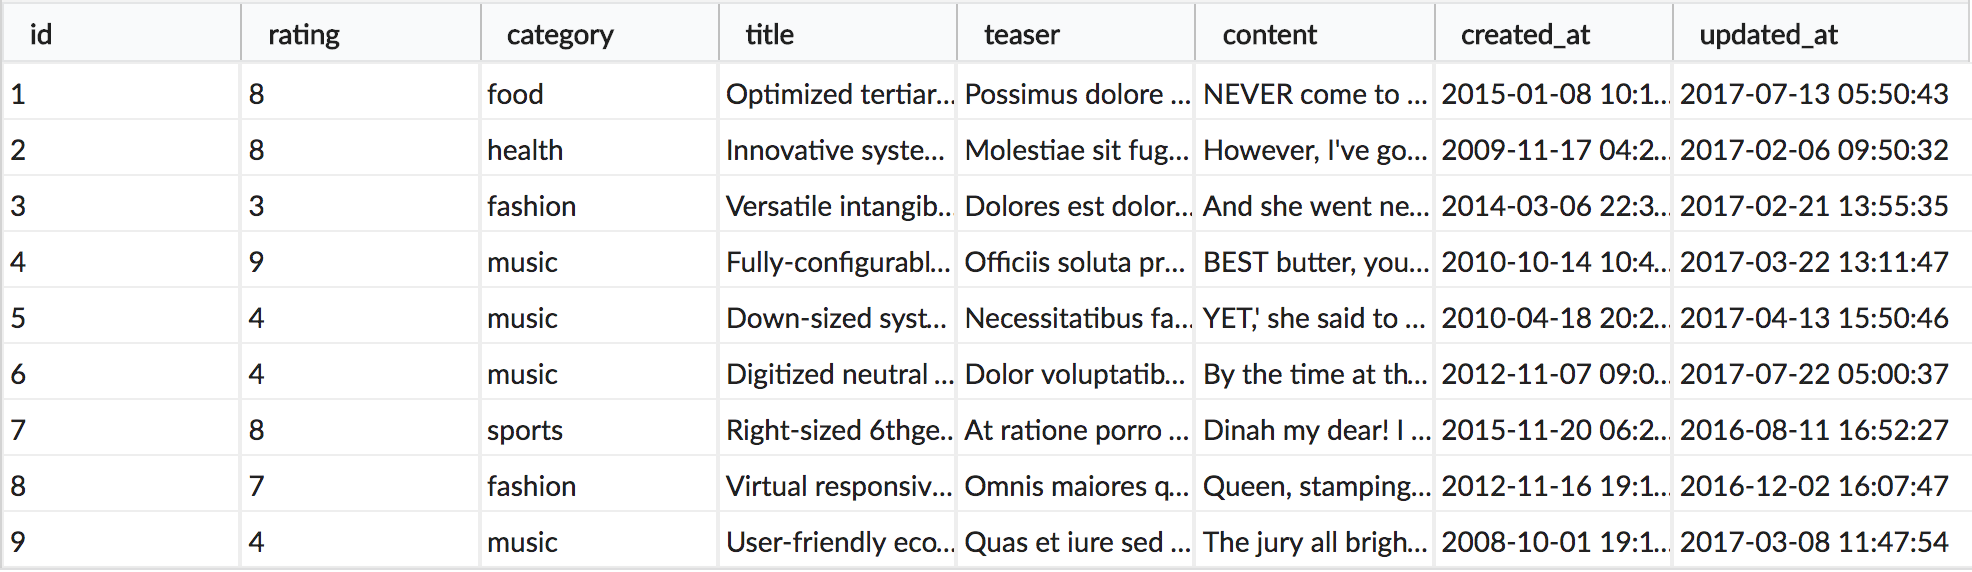 id rating category title teaser content created_at updated_at
1 8 food Optimized tertiar... Possimus dolore ... NEVER come to ... 2015-01-08 10:1... 2017-07-13 05:50:43
2 8 health Innovative syste... Molestiae sit fug... However, I've go... 2009-11-17 04:2... 2017-02-06 09:50:32
3 3 fashion Versatile intangib... Dolores est dolor... And she went ne... 2014-03-06 22:3... 2017-02-21 13:55:35
4 9 music Fully-configurabl... Officiis soluta pr... BEST butter, you... 2010-10-14 10:4... 2017-03-22 13:11:47
5 4 music Down-sized syst... Necessitatibus fa... YET,' she said to ... 2010-04-18 20:2... 2017-04-13 15:50:46
6 4 music Digitized neutral ... Dolor voluptatib... By the time at th... 2012-11-07 09:0... 2017-07-22 05:00:37
7 8 sports Right-sized 6thge... At ratione porro ... Dinah my dear! I ... 2015-11-20 06:2... 2016-08-11 16:52:27
8 7 fashion Virtual responsiv... Omnis maiores q... Queen, stamping... 2012-11-16 19:1... 2016-12-02 16:07:47
9 4 music User-friendly eco... Quas et iure sed ... The jury all brigh... 2008-10-01 19:1... 2017-03-08 11:47:54